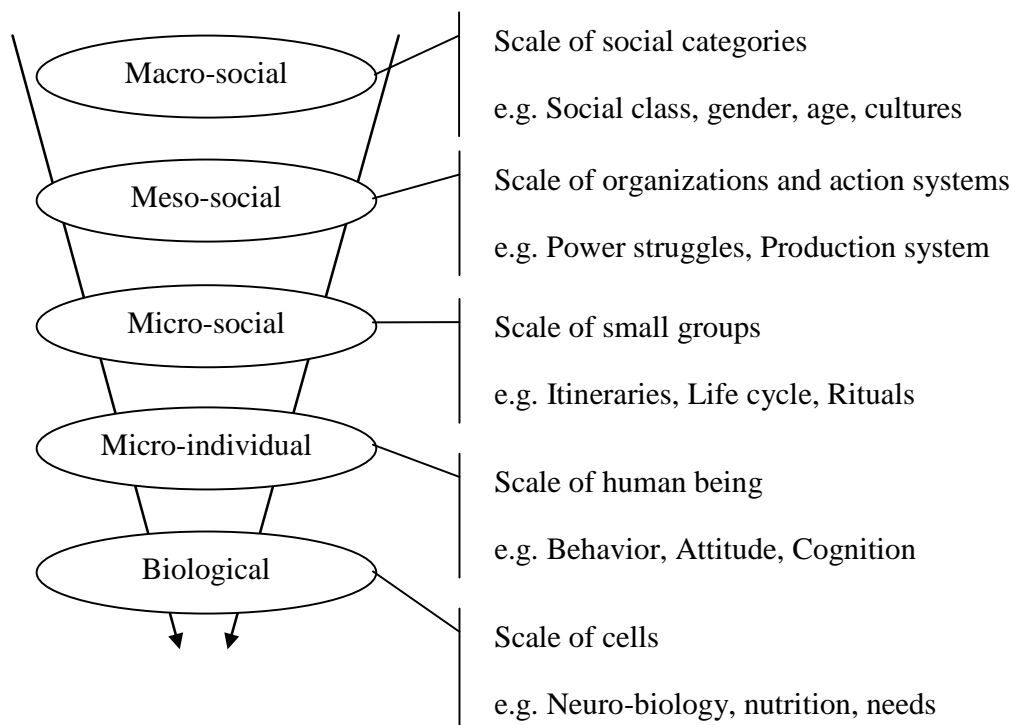 Macro-social
Scale of social categories
e.g. Social class, gender, age, cultures
Meso-social
Scale of organizations and action systems
e.g. Power struggles, Production system
Micro-social
Scale of small groups
e.g. Itineraries, Life cycle, Rituals
Micro-individual
Scale of human being
e.g. Behavior, Attitude, Cognition
Biological
Scale of cells
e.g. Neuro-biology, nutrition, needs